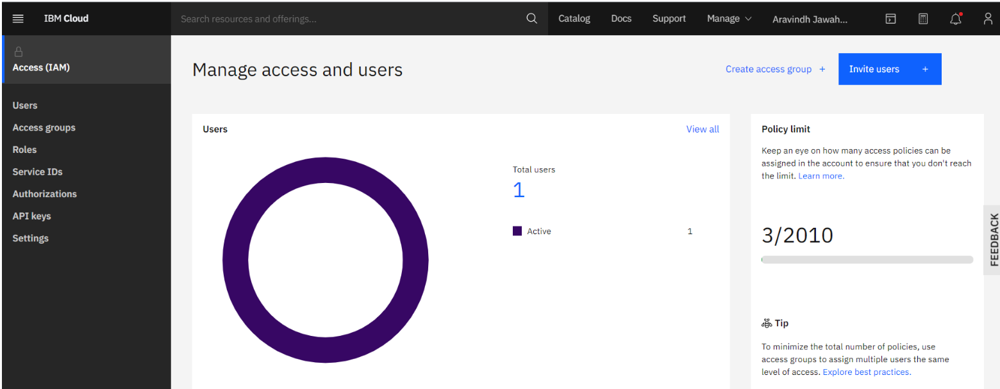 IBM Cloud
Search resources and offerings...
Catalog
Docs
Support
Manage
Aravindh Jawah...
Access (IAM)
Users
Access groups
Roles
Service IDs
Authorizations
API keys
Settings
Manage access and users
Create access group +
Invite users +
Users
View all
Total users
1
Active 1
Policy limit
Keep an eye on how many access policies can be
assigned in the account to ensure that you don't reach
the limit. Learn more.
3/2010
Tip
To minimize the total number of policies, use
access groups to assign multiple users the same
level of access. Explore best practices.
FEEDBACK